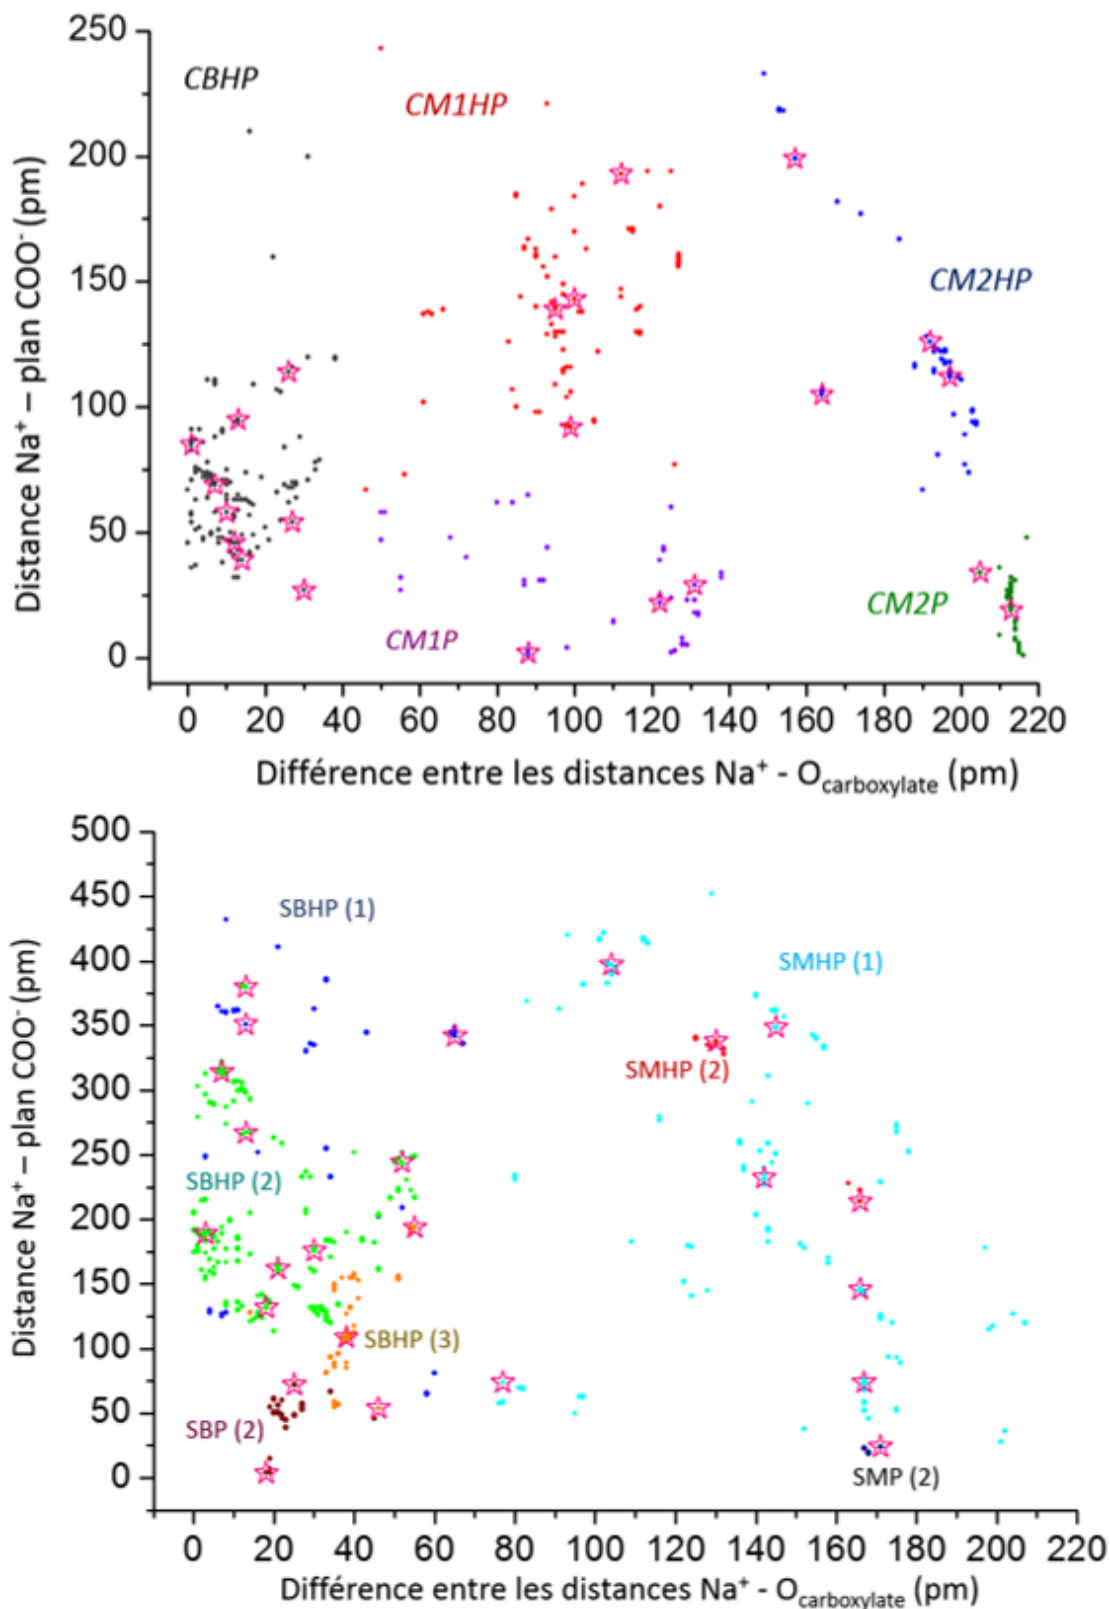 250
200
150
100
50
0
Distance Na⁺ – plan COO⁻ (pm)
CBHP
CM1HP
CM2HP
CM1P
CM2P
0 20 40 60 80 100 120 140 160 180 200 220
Différence entre les distances Na⁺ - Ocarboxylate (pm)
500
450
400
350
300
250
200
150
100
50
0
Distance Na⁺ – plan COO⁻ (pm)
SBHP (1)
SMHP (1)
SMHP (2)
SBHP (2)
SBHP (3)
SBP (2)
SMP (2)
0 20 40 60 80 100 120 140 160 180 200 220
Différence entre les distances Na⁺ - Ocarboxylate (pm)